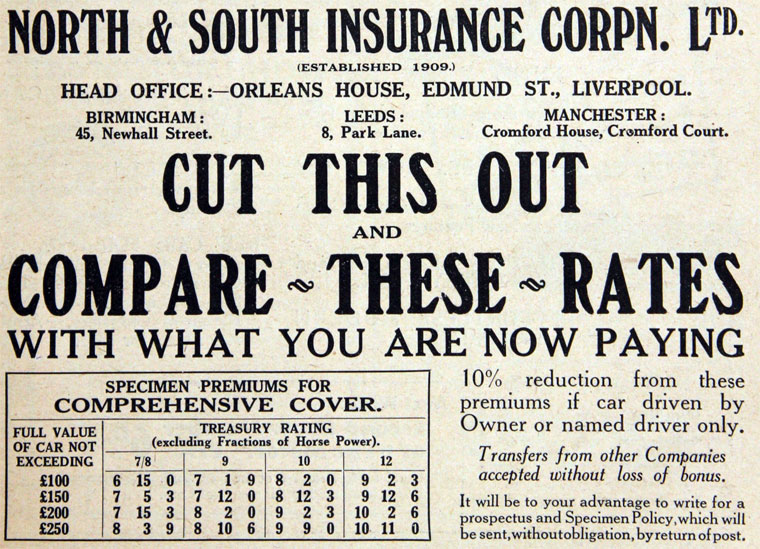 NORTH & SOUTH INSURANCE CORPN. LTD.
(ESTABLISHED 1909.)
HEAD OFFICE:—ORLEANS HOUSE, EDMUND ST., LIVERPOOL.
BIRMINGHAM: LEEDS: MANCHESTER:
45, Newhall Street. 8, Park Lane. Cromford House, Cromford Court.
CUT THIS OUT
AND
COMPARE ~ THESE ~ RATES
WITH WHAT YOU ARE NOW PAYING
SPECIMEN PREMIUMS FOR
COMPREHENSIVE COVER.
FULL VALUE OF CAR NOT EXCEEDING
TREASURY RATING
(excluding Fractions of Horse Power).
7/8 9 10 12
£100 6 15 0 7 1 9 8 2 0 9 2 3
£150 7 5 3 7 12 0 8 12 3 9 12 6
£200 7 15 3 8 2 0 9 2 3 10 2 6
£250 8 3 9 8 10 6 9 9 0 10 11 0
10% reduction from these
premiums if car driven by
Owner or named driver only.
Transfers from other Companies
accepted without loss of bonus.
It will be to your advantage to write for a
prospectus and Specimen Policy, which will
be sent, without obligation, by return of post.